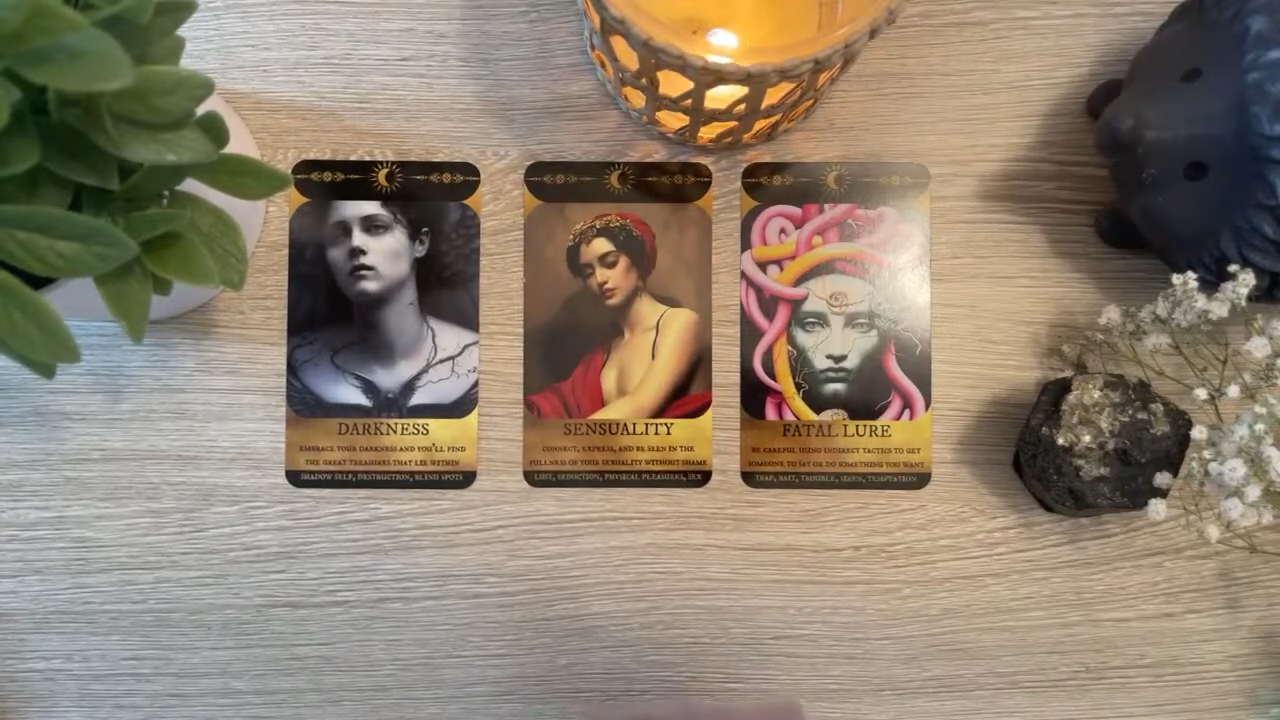 DARKNESS
EMBRACE YOUR DARKNESS AND YOU'LL FIND
THE GREAT TREASURES THAT LIE WITHIN
SHADOW SELF, DESTRUCTION, BLIND SPOTS
SENSUALITY
CONNECT, EXPRESS, AND BE SEEN IN THE
FULLNESS OF YOUR SEXUALITY WITHOUT SHAME
LUST, SEDUCTION, PHYSICAL PLEASURES, SEX
FATAL LURE
BE CAREFUL USING INDIRECT TACTICS TO GET
SOMEONE TO SAY OR DO SOMETHING YOU WANT
TRAP, BAIT, TROUBLE, SIREN, TEMPTATION